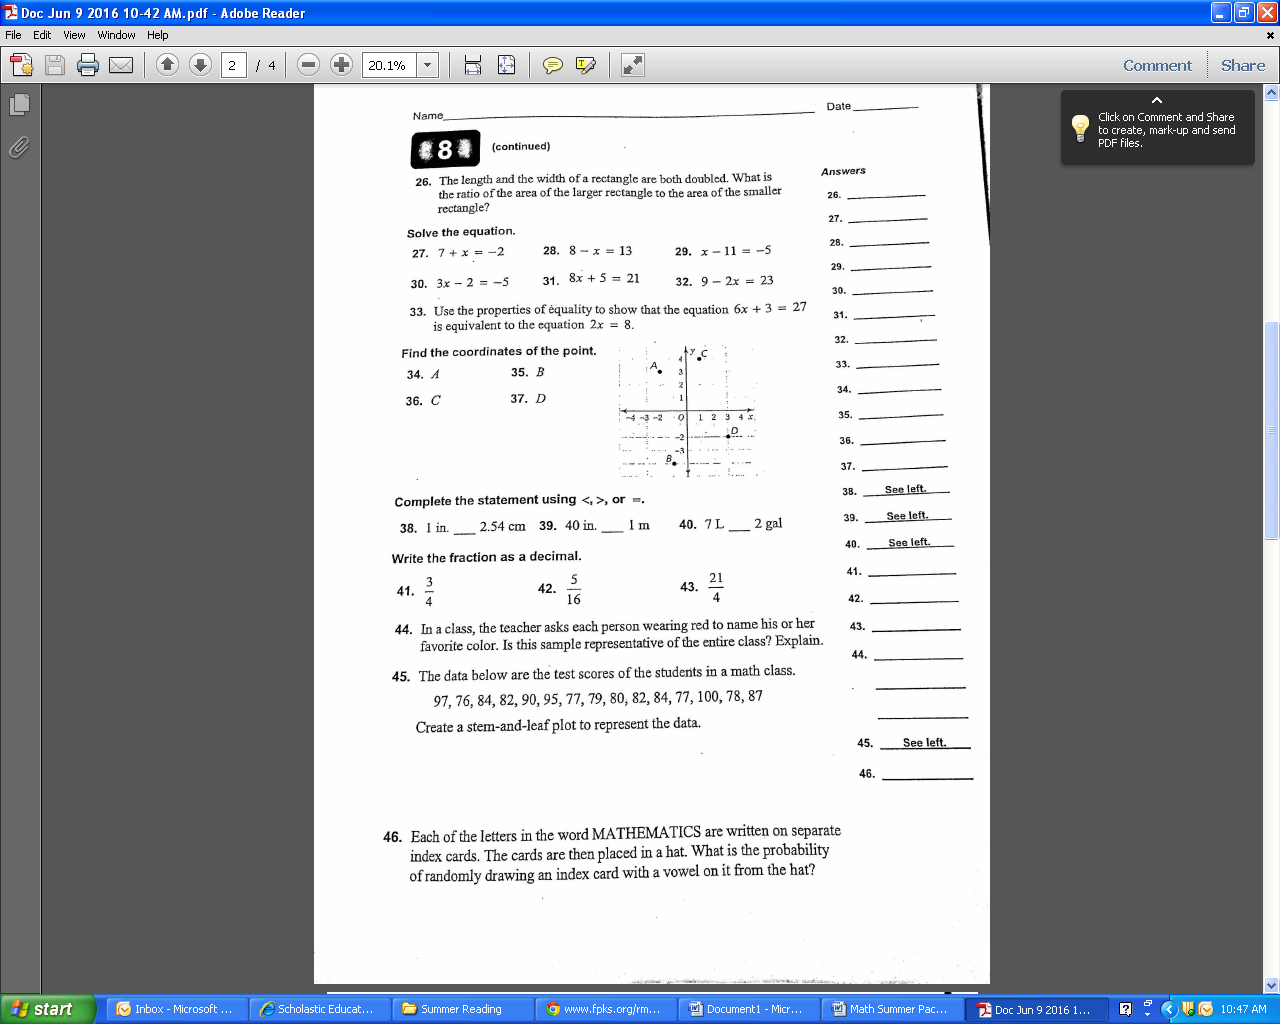 Doc Jun 9 2016 10-42 AM.pdf - Adobe Reader
File Edit View Window Help
2 / 4 20.1% Comment Share
Click on Comment and Share
to create, mark-up and send
PDF files.
Name Date
8 (continued)
Answers
26. The length and the width of a rectangle are both doubled. What is
the ratio of the area of the larger rectangle to the area of the smaller
rectangle?
Solve the equation.
27. 7 + x = −2 28. 8 − x = 13 29. x − 11 = −5
30. 3x − 2 = −5 31. 8x + 5 = 21 32. 9 − 2x = 23
33. Use the properties of equality to show that the equation 6x + 3 = 27
is equivalent to the equation 2x = 8.
Find the coordinates of the point.
34. A 35. B
36. C 37. D
y C
4
A 3
2
1
−4 −3 −2 O 1 2 3 4 x
−2 D
−3
B
Complete the statement using <, >, or =.
38. 1 in. ___ 2.54 cm 39. 40 in. ___ 1 m 40. 7 L ___ 2 gal
Write the fraction as a decimal.
41. 3/4 42. 5/16 43. 21/4
44. In a class, the teacher asks each person wearing red to name his or her
favorite color. Is this sample representative of the entire class? Explain.
45. The data below are the test scores of the students in a math class.
97, 76, 84, 82, 90, 95, 77, 79, 80, 82, 84, 77, 100, 78, 87
Create a stem-and-leaf plot to represent the data.
46. Each of the letters in the word MATHEMATICS are written on separate
index cards. The cards are then placed in a hat. What is the probability
of randomly drawing an index card with a vowel on it from the hat?
26.
27.
28.
29.
30.
31.
32.
33.
34.
35.
36.
37.
38. See left.
39. See left.
40. See left.
41.
42.
43.
44.
45. See left.
46.
start Inbox - Microsoft ... Scholastic Educat... Summer Reading www.fpks.org/rm... Document1 - Micr... Math Summer Pac... Doc Jun 9 2016 1... 10:47 AM